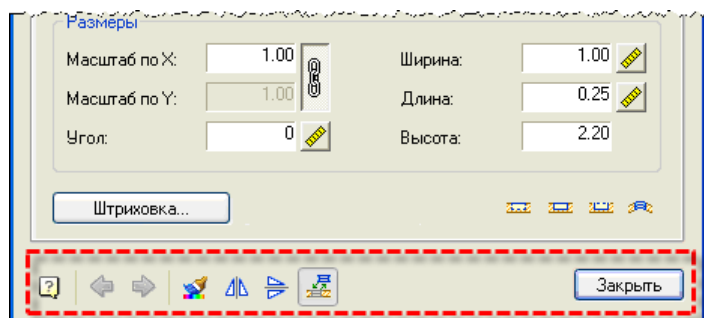 Размеры
Масштаб по X: 1.00 Ширина: 1.00
Масштаб по Y: 1.00 Длина: 0.25
Угол: 0 Высота: 2.20
Штриховка...
? Закрыть